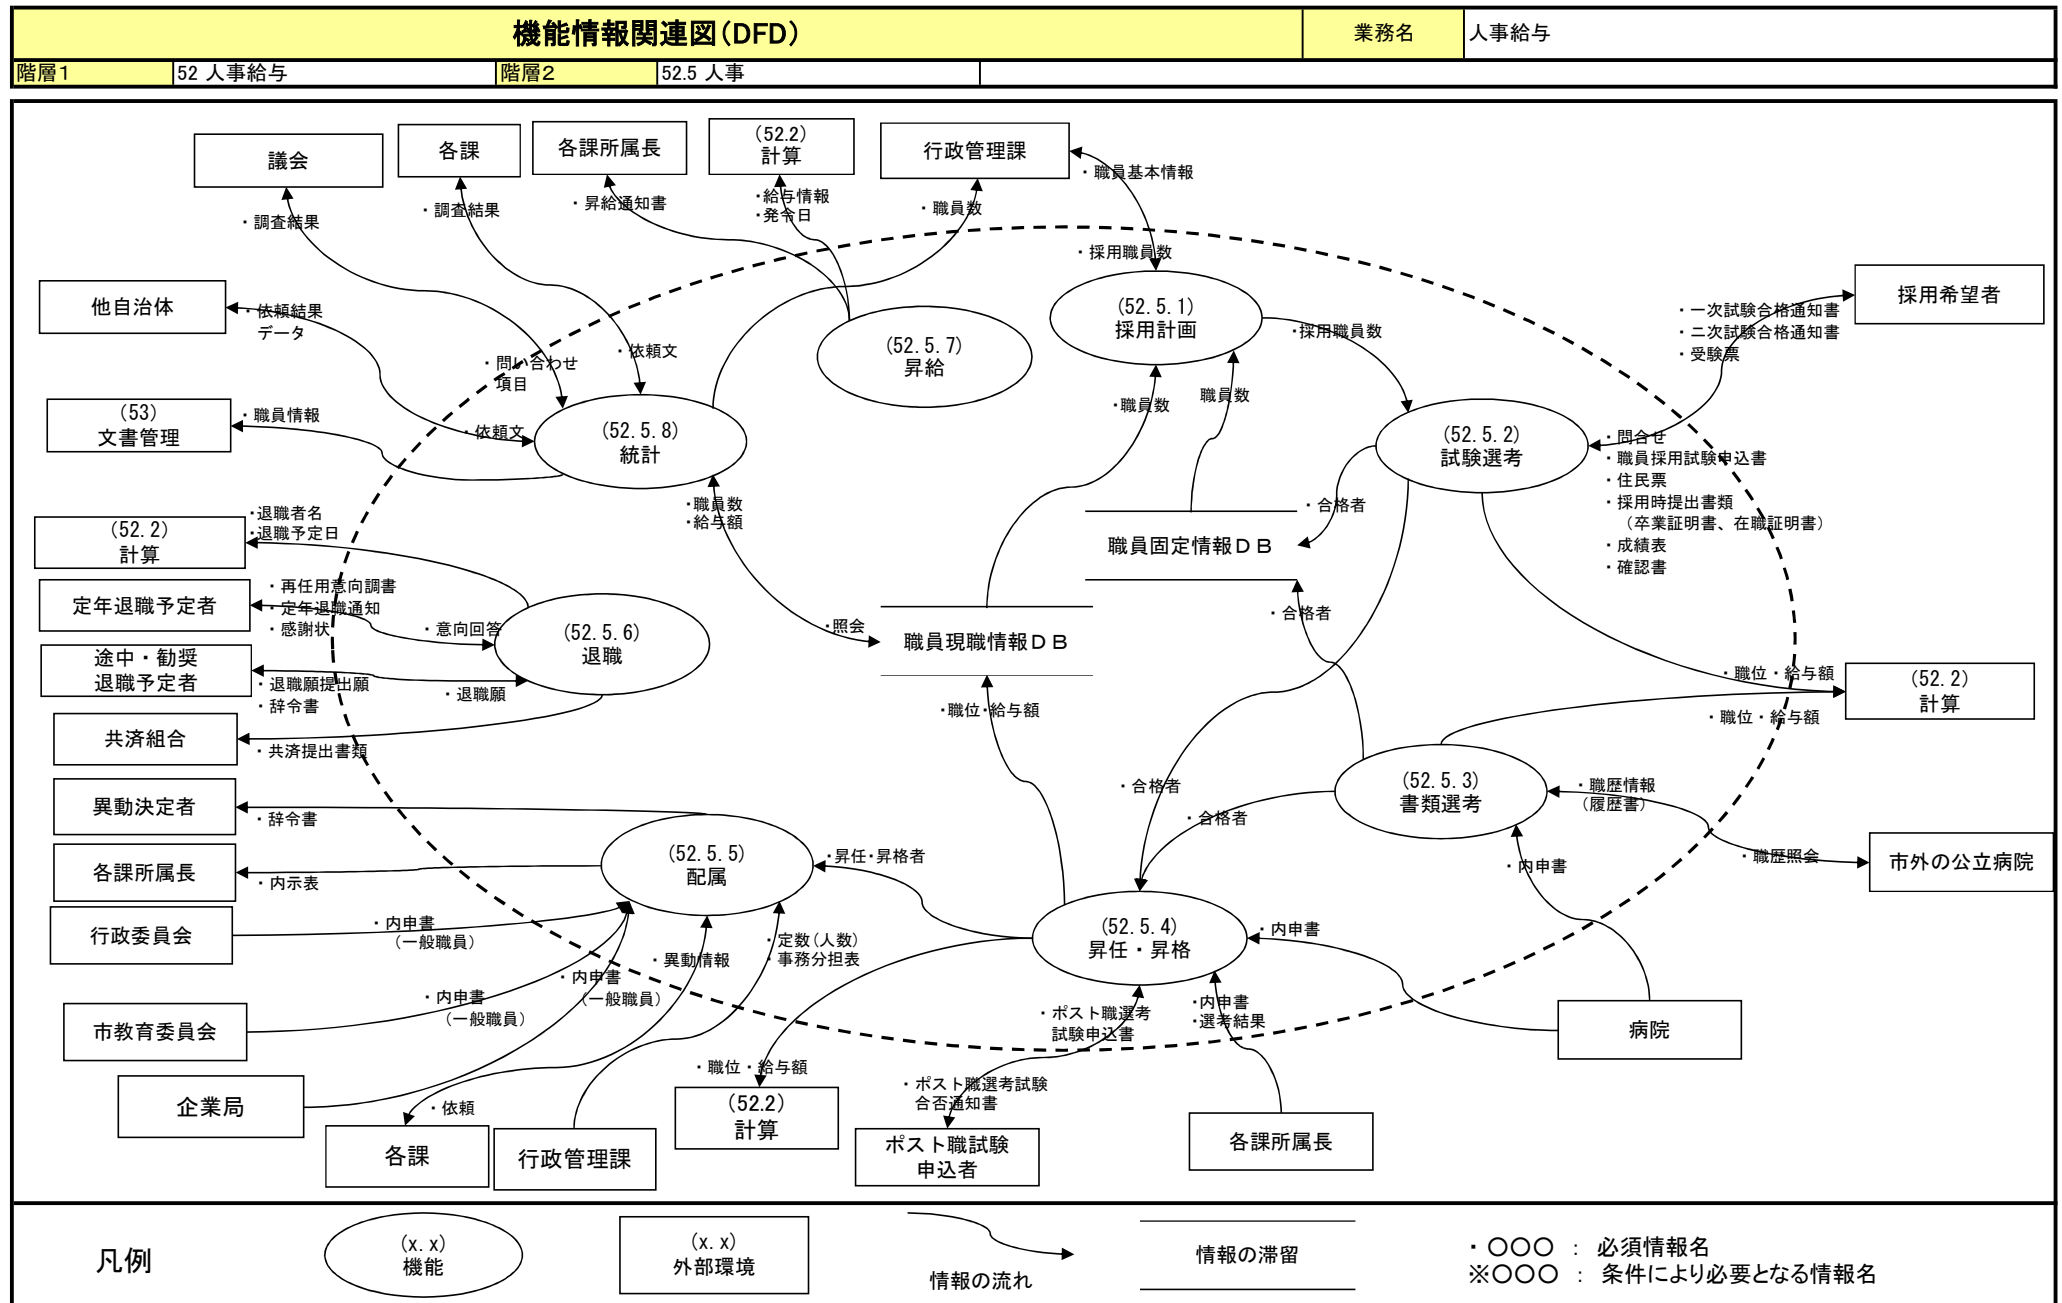 機能情報関連図(DFD)
業務名
人事給与
階層1
52 人事給与
階層2
52.5 人事
議会
各課
各課所属長
(52.2)
計算
行政管理課
・職員基本情報
・調査結果
・調査結果
・昇給通知書
・給与情報
・発令日
・職員数
・採用職員数
他自治体
・依頼結果
データ
採用希望者
・一次試験合格通知書
・二次試験合格通知書
・受験票
(52.5.1)
採用計画
・採用職員数
(52.5.7)
昇給
・問い合わせ
項目
・依頼文
(53)
文書管理
・職員情報
・依頼文
(52.5.8)
統計
・職員数
職員数
(52.5.2)
試験選考
・問合せ
・職員採用試験申込書
・住民票
・採用時提出書類
(卒業証明書、在職証明書)
・成績表
・確認書
・職員数
・給与額
・合格者
(52.2)
計算
・退職者名
・退職予定日
職員固定情報DB
定年退職予定者
・再任用意向調書
・定年退職通知
・感謝状
・意向回答
(52.5.6)
退職
・照会
職員現職情報DB
・合格者
途中・勧奨
退職予定者
・退職願提出願
・辞令書
・退職願
・職位・給与額
・職位・給与額
・職位・給与額
(52.2)
計算
共済組合
・共済提出書類
異動決定者
・辞令書
・合格者
・合格者
(52.5.3)
書類選考
・職歴情報
(履歴書)
・職歴照会
市外の公立病院
各課所属長
・内示表
(52.5.5)
配属
・昇任・昇格者
・内申書
行政委員会
・内申書
(一般職員)
・異動情報
・定数(人数)
・事務分担表
(52.5.4)
昇任・昇格
・内申書
市教育委員会
・内申書
(一般職員)
・内申書
(一般職員)
・ポスト職選考
試験申込書
・内申書
・選考結果
病院
企業局
・依頼
各課
行政管理課
・職位・給与額
(52.2)
計算
・ポスト職選考試験
合否通知書
ポスト職試験
申込者
各課所属長
凡例
(x.x)
機能
(x.x)
外部環境
情報の流れ
情報の滞留
・〇〇〇 : 必須情報名
※〇〇〇 : 条件により必要となる情報名